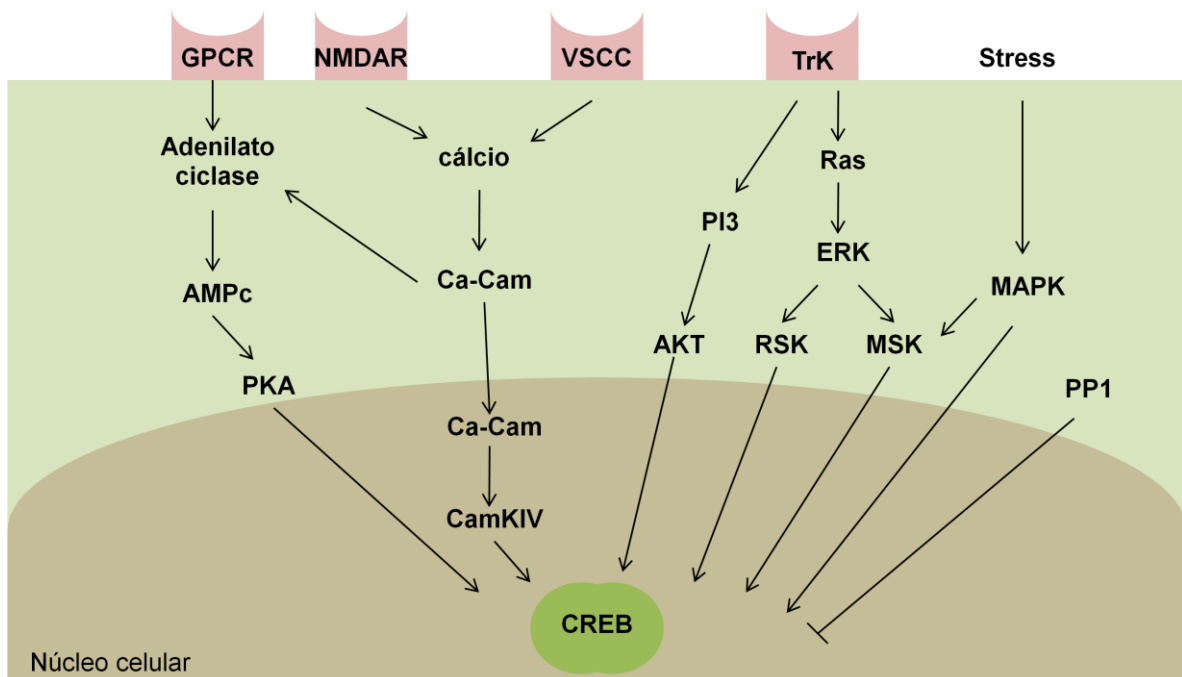 GPCR
NMDAR
VSCC
TrK
Stress
Adenilato
ciclase
cálcio
Ras
PI3
ERK
AMPc
Ca-Cam
MAPK
AKT
RSK
MSK
PKA
PP1
Ca-Cam
CamKIV
CREB
Núcleo celular